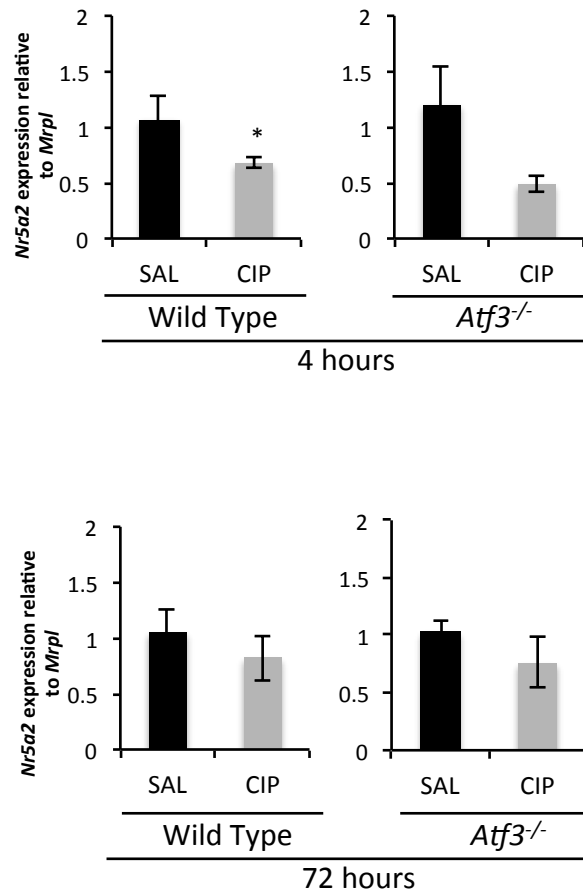 Nr5a2 expression relative
to Mrpl
2
1.5
1
0.5
0
*
SAL CIP
Wild Type
2
1.5
1
0.5
0
SAL CIP
Atf3-/-
4 hours
Nr5a2 expression relative
to Mrpl
2
1.5
1
0.5
0
SAL CIP
Wild Type
2
1.5
1
0.5
0
SAL CIP
Atf3-/-
72 hours